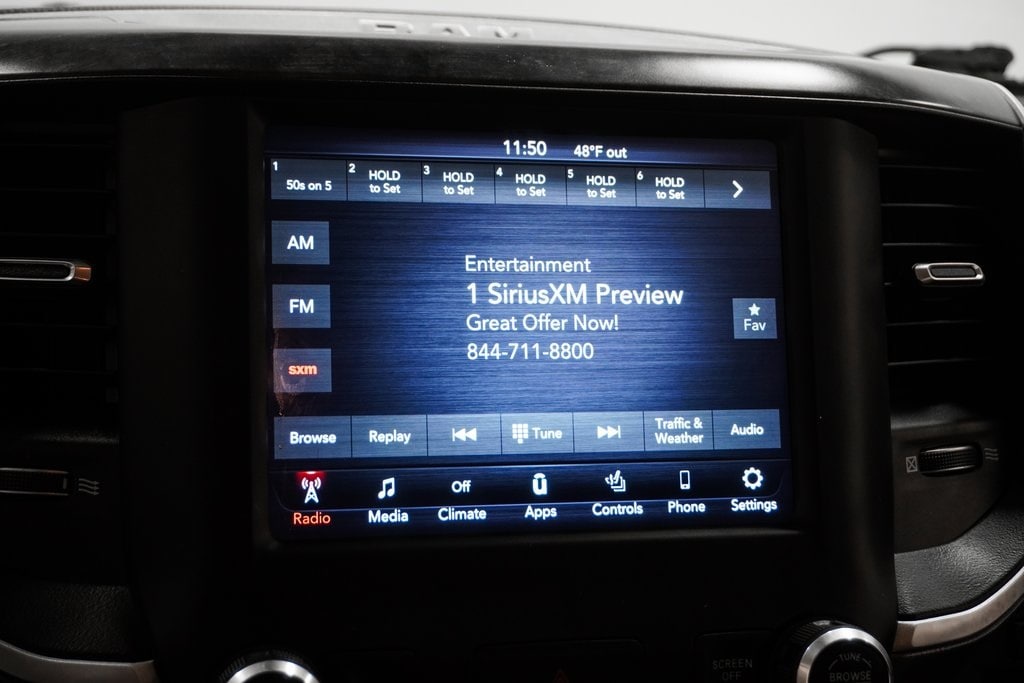 RAM
11:50 48°F out
1 50s on 5
2 HOLD to Set
3 HOLD to Set
4 HOLD to Set
5 HOLD to Set
6 HOLD to Set
AM
FM
sxm
Entertainment
1 SiriusXM Preview
Great Offer Now!
844-711-8800
Fav
Browse
Replay
Tune
Traffic &
Weather
Audio
Radio
Media
Off
Climate
Apps
Controls
Phone
Settings
SCREEN
OFF
TUNE
BROWSE